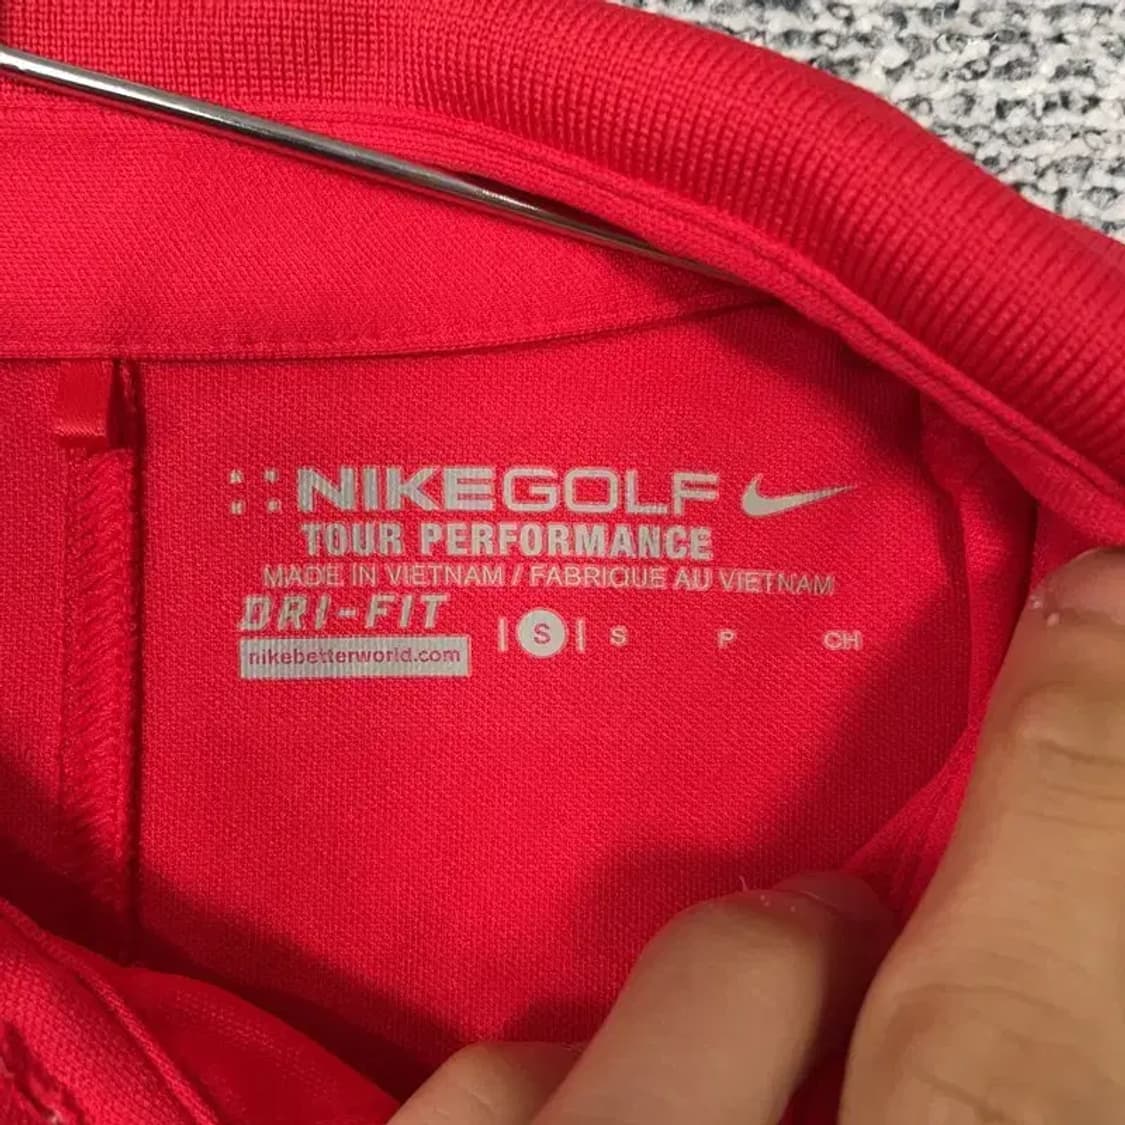 NIKEGOLF
TOUR PERFORMANCE
MADE IN VIETNAM / FABRIQUE AU VIETNAM
DRI-FIT
nikebetterworld.com
| S | S P CH